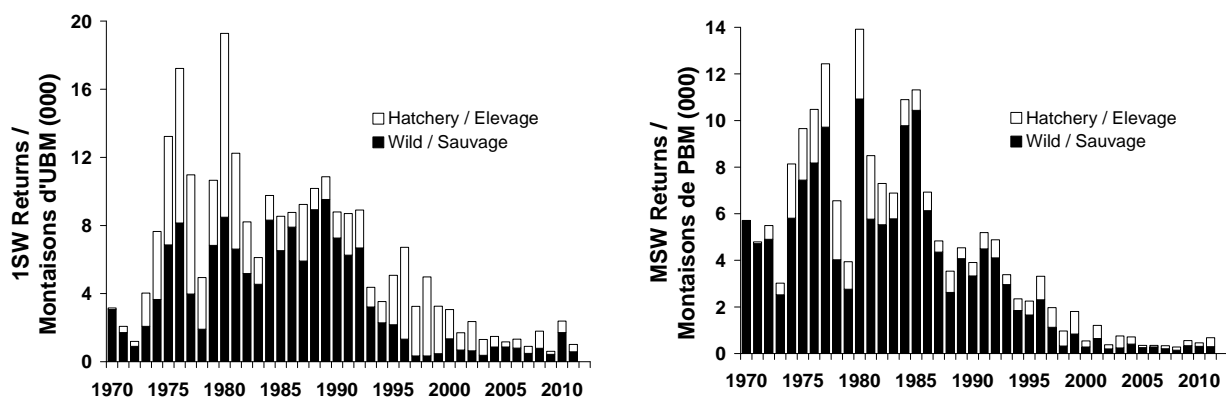 1SW Returns /
Montaisons d'UBM (000)
20
16
12
8
4
0
Hatchery / Elevage
Wild / Sauvage
1970 1975 1980 1985 1990 1995 2000 2005 2010
MSW Returns /
Montaisons de PBM (000)
14
12
10
8
6
4
2
0
Hatchery / Elevage
Wild / Sauvage
1970 1975 1980 1985 1990 1995 2000 2005 2010